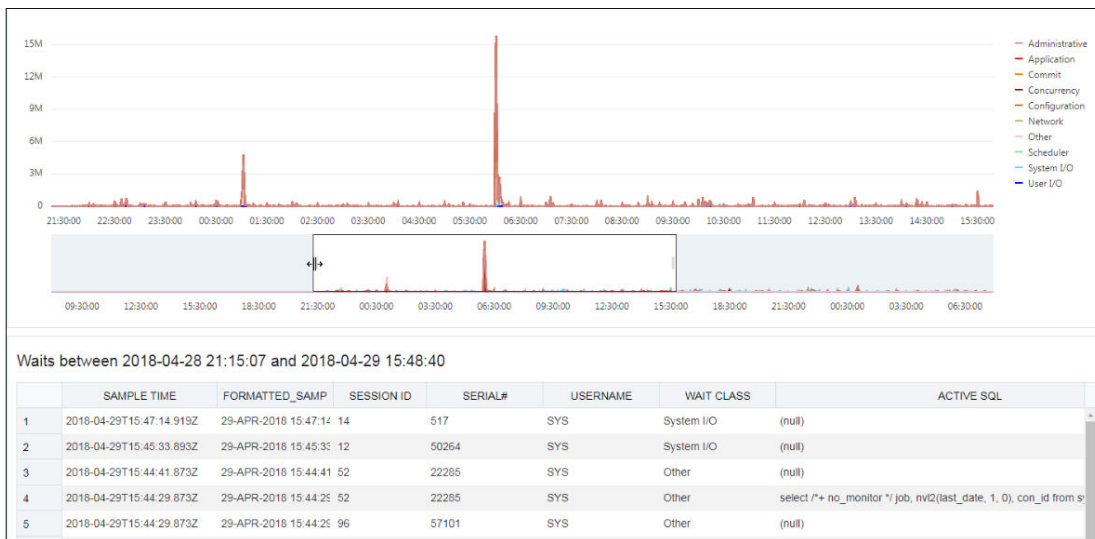 15M
12M
9M
6M
3M
0
21:30:00 22:30:00 23:30:00 00:30:00 01:30:00 02:30:00 03:30:00 04:30:00 05:30:00 06:30:00 07:30:00 08:30:00 09:30:00 10:30:00 11:30:00 12:30:00 13:30:00 14:30:00 15:30:00
Administrative
Application
Commit
Concurrency
Configuration
Network
Other
Scheduler
System I/O
User I/O
09:30:00 12:30:00 15:30:00 18:30:00 21:30:00 00:30:00 03:30:00 06:30:00 09:30:00 12:30:00 15:30:00 18:30:00 21:30:00 00:30:00 03:30:00 06:30:00
Waits between 2018-04-28 21:15:07 and 2018-04-29 15:48:40
SAMPLE TIME FORMATTED_SAMP SESSION ID SERIAL# USERNAME WAIT CLASS ACTIVE SQL
1 2018-04-29T15:47:14.919Z 29-APR-2018 15:47:14 14 517 SYS System I/O (null)
2 2018-04-29T15:45:33.893Z 29-APR-2018 15:45:33 12 50264 SYS System I/O (null)
3 2018-04-29T15:44:41.873Z 29-APR-2018 15:44:41 52 22285 SYS Other (null)
4 2018-04-29T15:44:29.873Z 29-APR-2018 15:44:29 52 22285 SYS Other select /*+ no_monitor */ job, nvl2(last_date, 1, 0), con_id from
5 2018-04-29T15:44:29.873Z 29-APR-2018 15:44:29 96 57101 SYS Other (null)